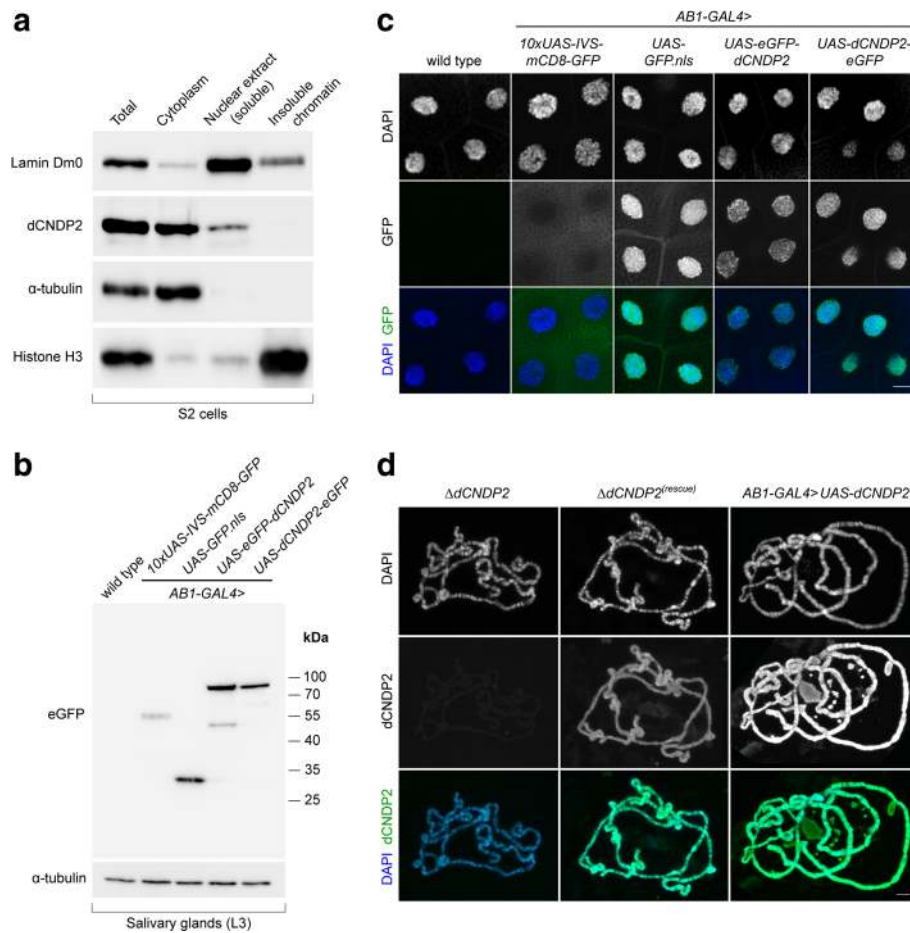 a
Total
Cytoplasm
Nuclear extract
(soluble)
Insoluble
chromatin
Lamin Dm0
dCNDP2
α-tubulin
Histone H3
S2 cells
b
wild type
10xUAS-IVS-mCD8-GFP
UAS-GFP.nls
UAS-eGFP-dCNDP2
UAS-dCNDP2-eGFP
AB1-GAL4>
kDa
eGFP
100
70
55
40
35
25
α-tubulin
Salivary glands (L3)
c
AB1-GAL4>
wild type
10xUAS-IVS-
mCD8-GFP
UAS-
GFP.nls
UAS-eGFP-
dCNDP2
UAS-dCNDP2-
eGFP
DAPI
GFP
DAPI GFP
d
ΔdCNDP2
ΔdCNDP2(rescue)
AB1-GAL4>UAS-dCNDP2
DAPI
dCNDP2
DAPI dCNDP2